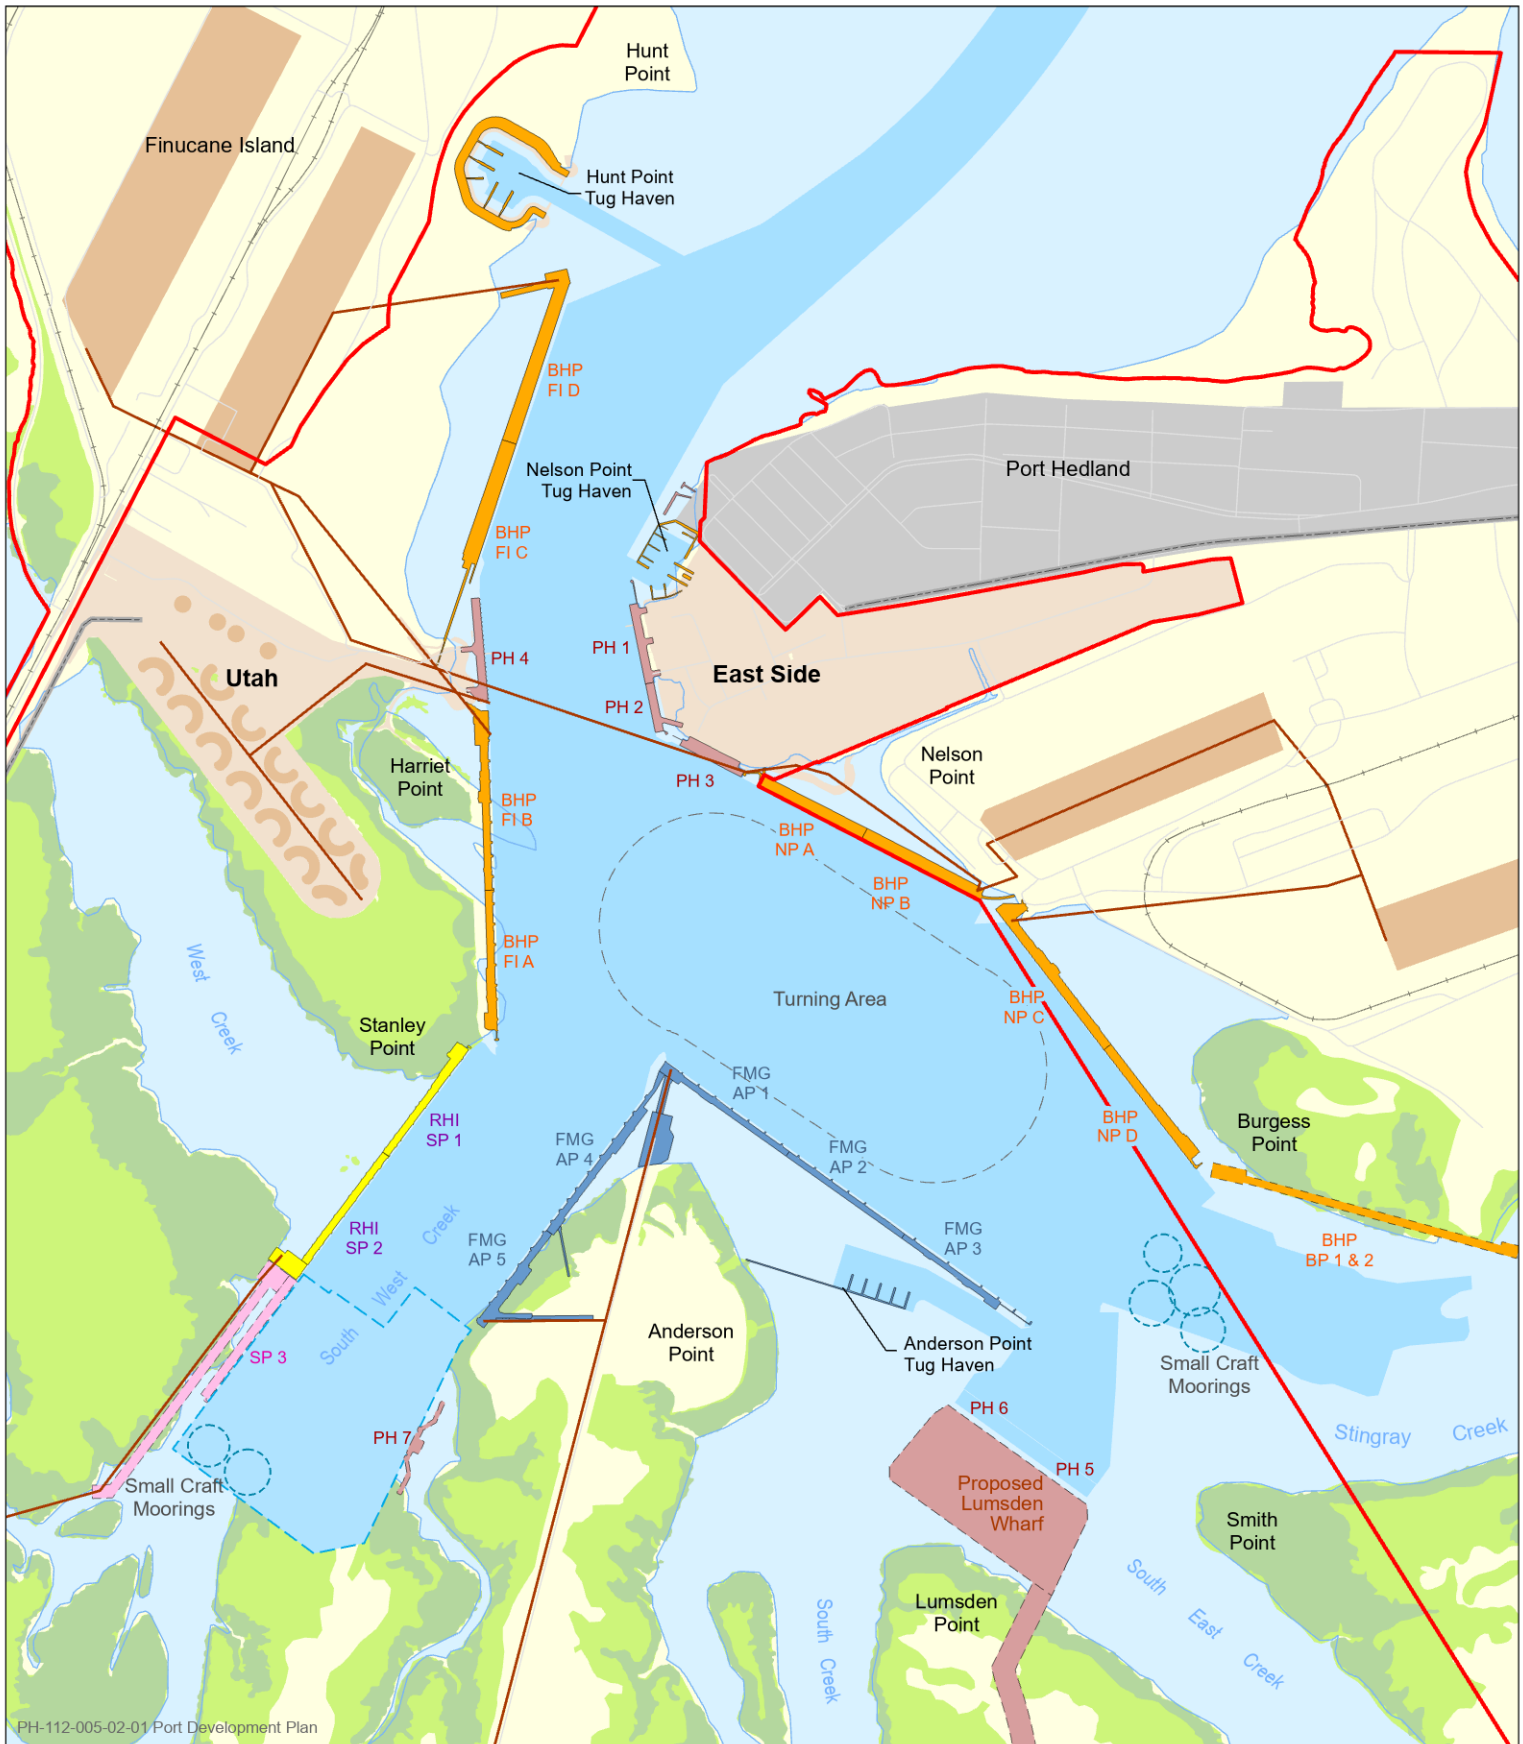 Hunt
Point
Finucane Island
Hunt Point
Tug Haven
BHP
FI D
Nelson Point
Tug Haven
Port Hedland
BHP
FI C
PH 4
PH 1
Utah
East Side
PH 2
Harriet
Point
PH 3
Nelson
Point
BHP
FI B
BHP
NP A
BHP
NP B
BHP
FI A
West
Creek
Turning Area
BHP
NP C
Stanley
Point
FMG
AP 1
RHI
SP 1
FMG
AP 4
FMG
AP 2
BHP
NP D
Burgess
Point
RHI
SP 2
Creek
West
South
FMG
AP 5
FMG
AP 3
BHP
BP 1 & 2
SP 3
Anderson
Point
Anderson Point
Tug Haven
Small Craft
Moorings
PH 6
PH 7
Stingray Creek
PH 5
Small Craft
Moorings
Proposed
Lumsden
Wharf
Smith
Point
Lumsden
Point
South
East
Creek
South Creek
PH-112-005-02-01 Port Development Plan